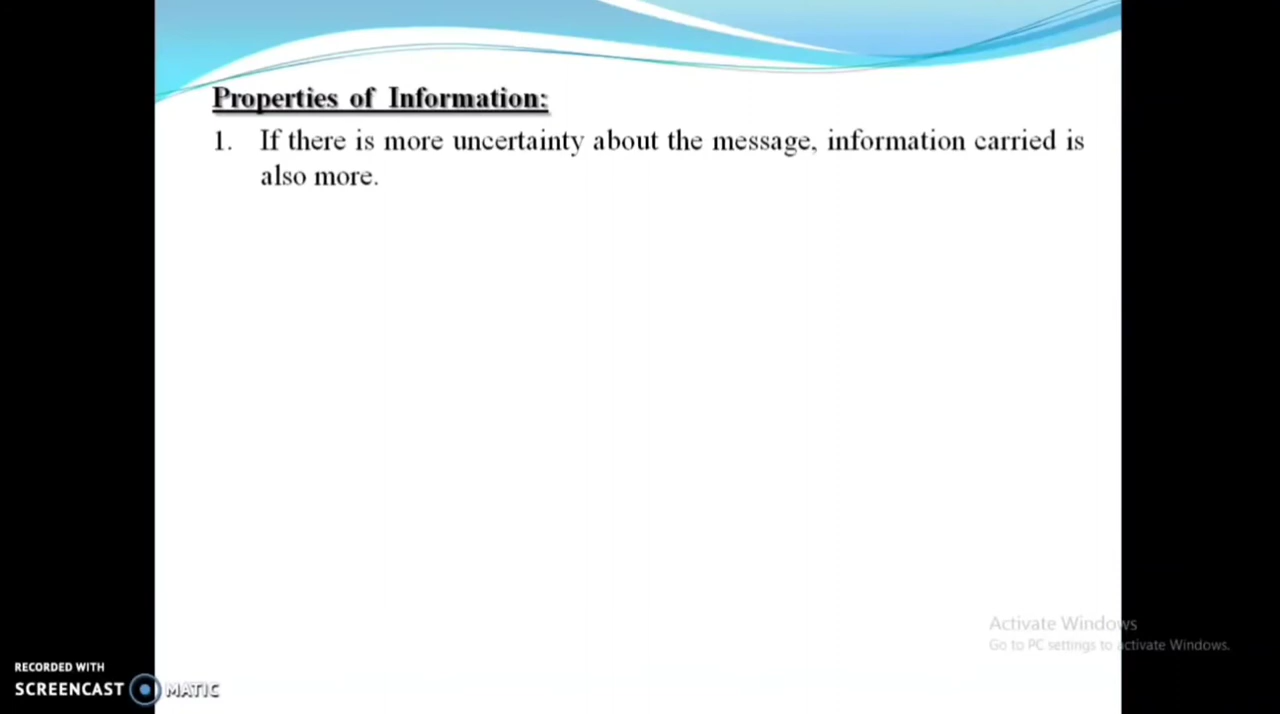 Properties of Information:
1. If there is more uncertainty about the message, information carried is
also more.
Activate Windows
Go to PC settings to activate Windows.
RECORDED WITH
SCREENCAST MATIC